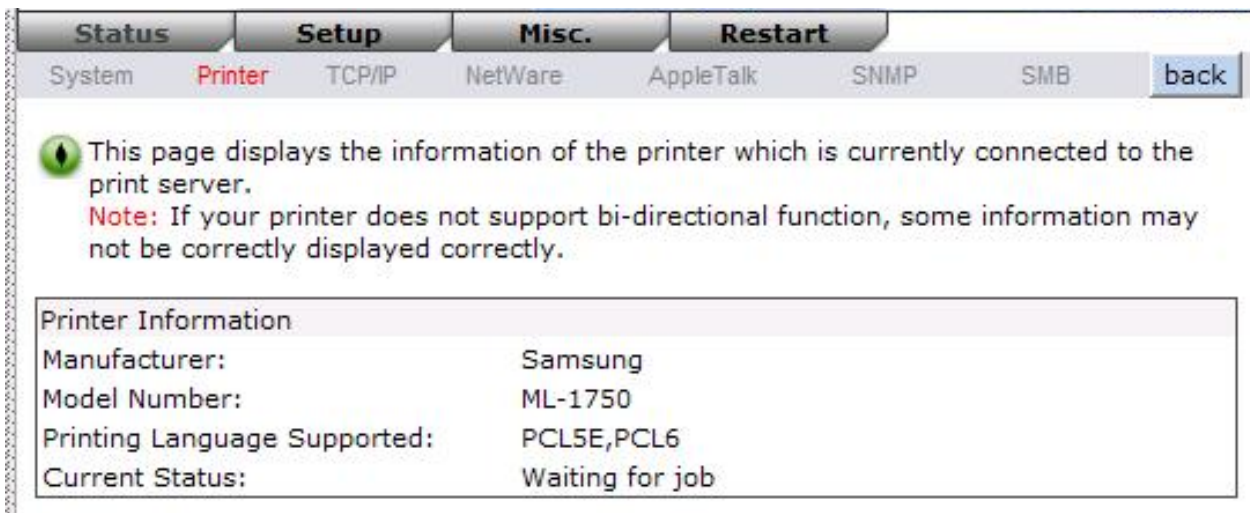 Status Setup Misc. Restart
System Printer TCP/IP NetWare AppleTalk SNMP SMB back
This page displays the information of the printer which is currently connected to the
print server.
Note: If your printer does not support bi-directional function, some information may
not be correctly displayed correctly.
Printer Information
Manufacturer: Samsung
Model Number: ML-1750
Printing Language Supported: PCL5E,PCL6
Current Status: Waiting for job